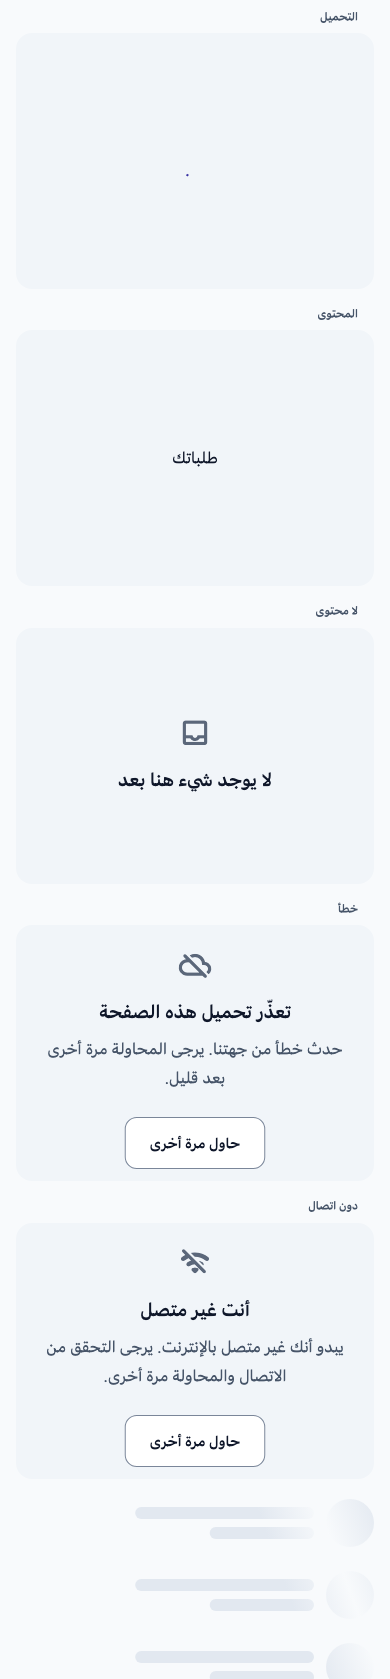 التحميل
المحتوى
طلباتك
لا محتوى
لا يوجد شيء هنا بعد
خطأ
تعذّر تحميل هذه الصفحة
حدث خطأ من جهتنا. يرجى المحاولة مرة أخرى
بعد قليل.
حاول مرة أخرى
دون اتصال
أنت غير متصل
يبدو أنك غير متصل بالإنترنت. يرجى التحقق من
الاتصال والمحاولة مرة أخرى.
حاول مرة أخرى